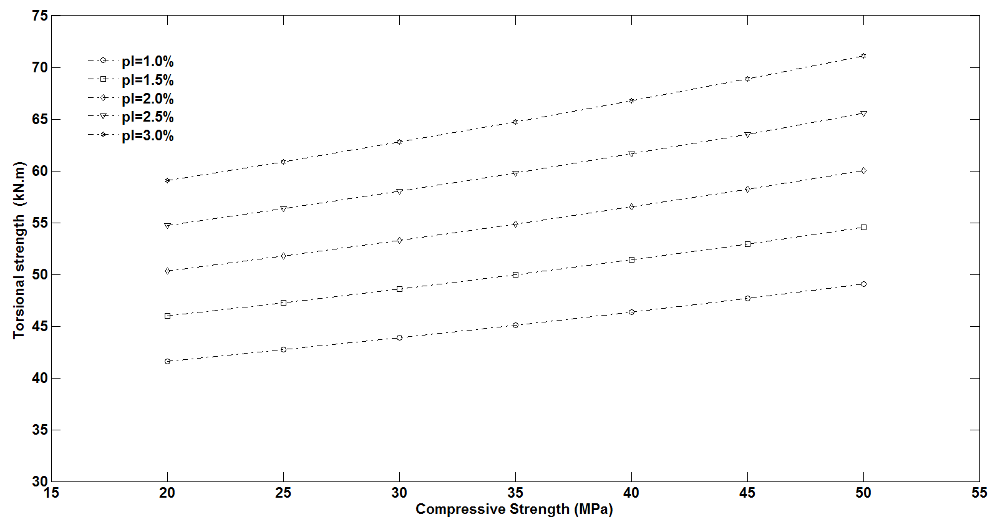 75
70
65
60
55
50
45
40
35
30
Torsional strength (kN.m)
pl=1.0%
pl=1.5%
pl=2.0%
pl=2.5%
pl=3.0%
15 20 25 30 35 40 45 50 55
Compressive Strength (MPa)